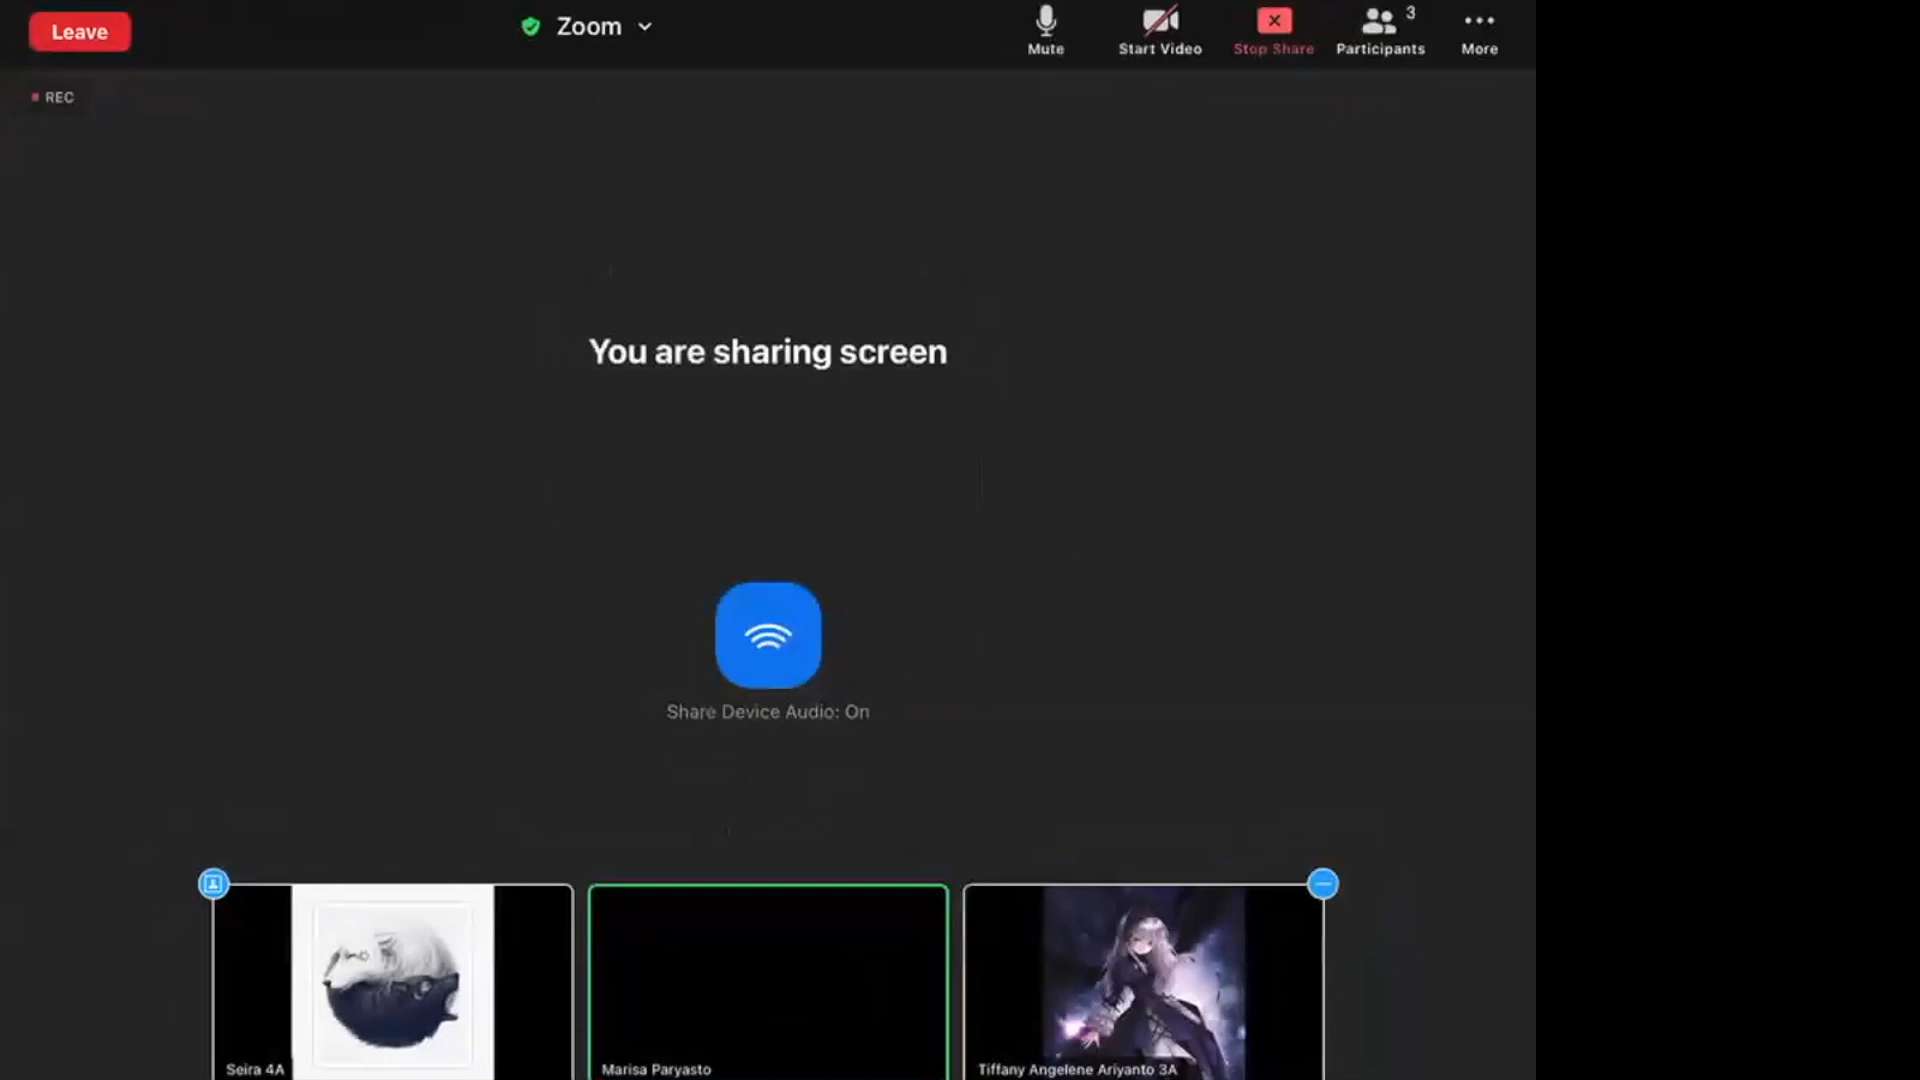 Leave
Zoom
Mute
Start Video
Stop Share
3
Participants
More
REC
You are sharing screen
Share Device Audio: On
Seira 4A
Marisa Paryasto
Tiffany Angelene Ariyanto 3A